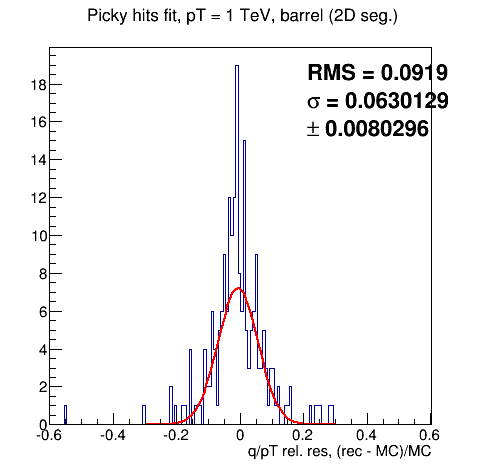 Picky hits fit, pT = 1 TeV, barrel (2D seg.)
RMS = 0.0919
σ = 0.0630129
± 0.0080296
18
16
14
12
10
8
6
4
2
0
-0.6 -0.4 -0.2 0 0.2 0.4 0.6
q/pT rel. res, (rec - MC)/MC